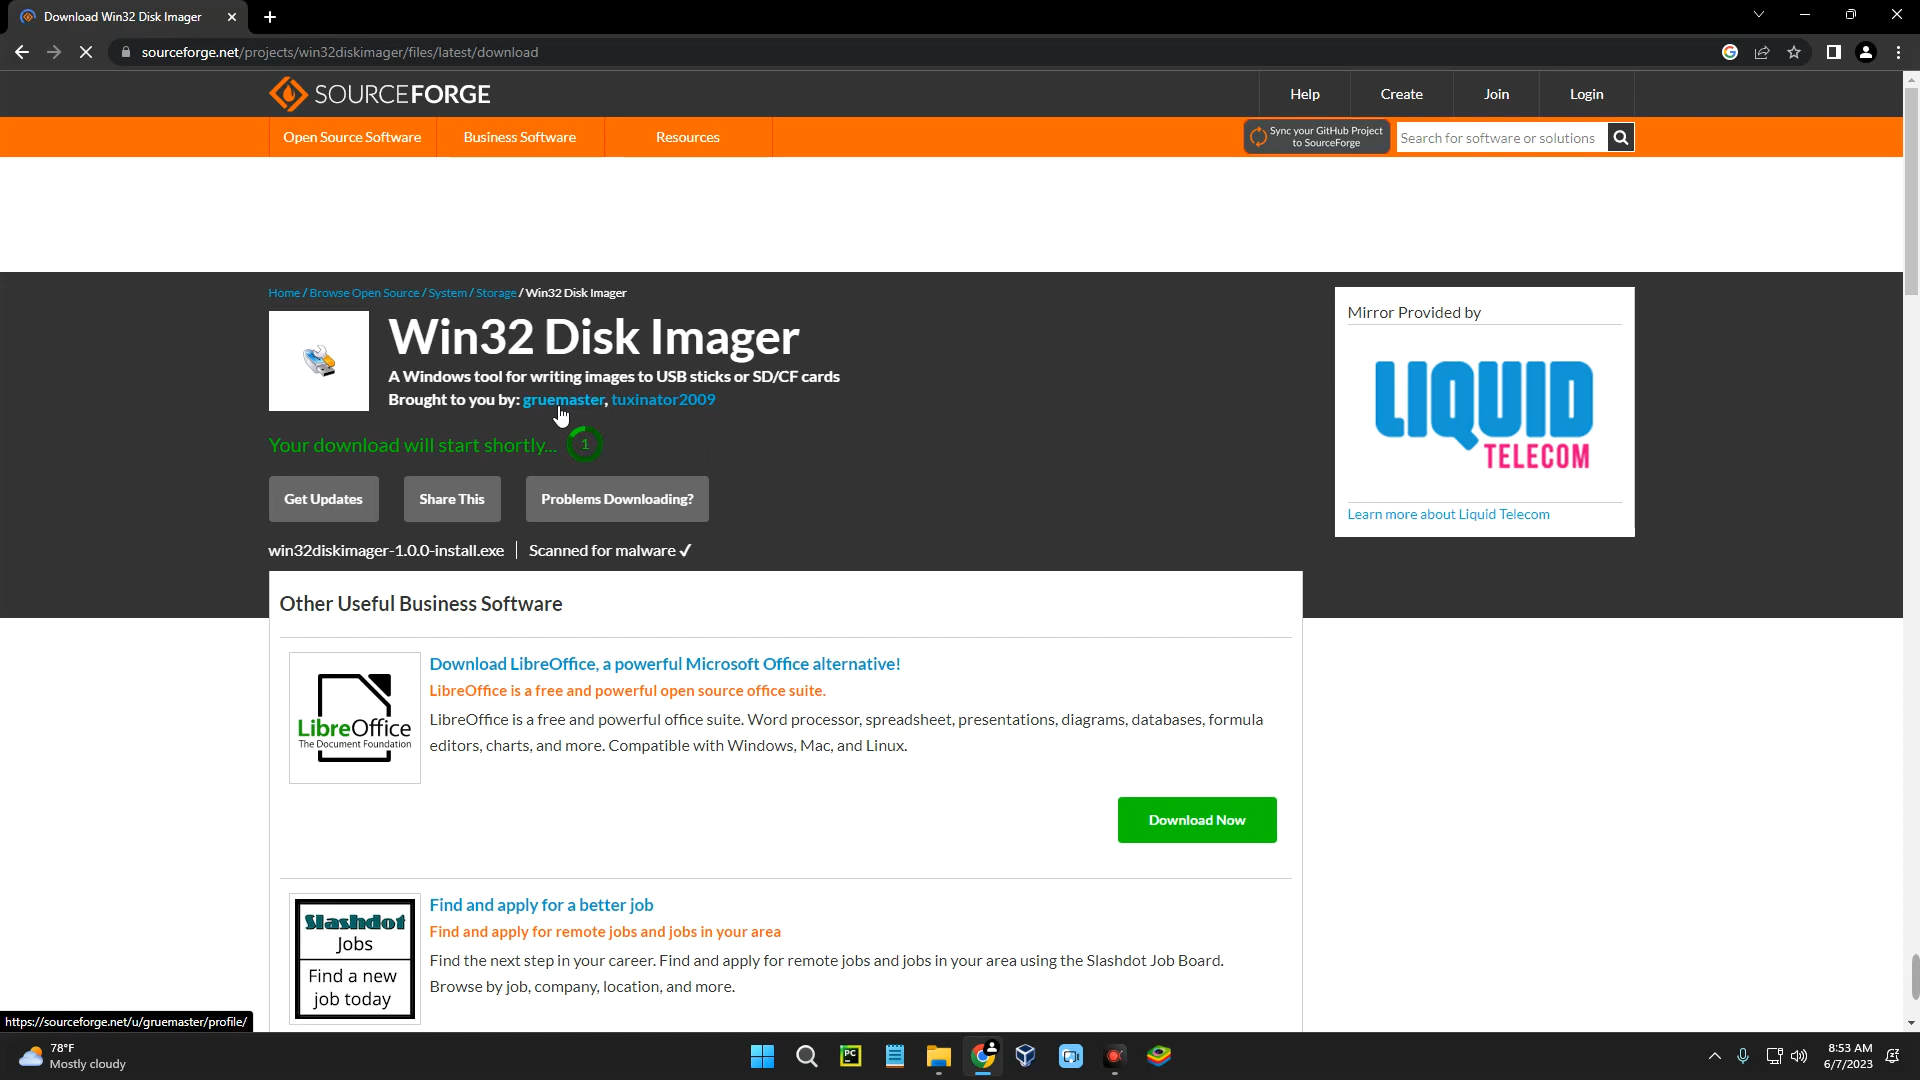 Download Win32 Disk Imager
sourceforge.net/projects/win32diskimager/files/latest/download
SOURCEFORGE
Help
Create
Join
Login
Open Source Software
Business Software
Resources
Sync your GitHub Project
to SourceForge
Search for software or solutions
Home / Browse Open Source / System / Storage / Win32 Disk Imager
Win32 Disk Imager
A Windows tool for writing images to USB sticks or SD/CF cards
Brought to you by: gruemaster, tuxinator2009
Your download will start shortly... 1
Get Updates
Share This
Problems Downloading?
win32diskimager-1.0.0-install.exe
Scanned for malware ✓
Mirror Provided by
LIQUID
TELECOM
Learn more about Liquid Telecom
Other Useful Business Software
LibreOffice
The Document Foundation
Download LibreOffice, a powerful Microsoft Office alternative!
LibreOffice is a free and powerful open source office suite.
LibreOffice is a free and powerful office suite. Word processor, spreadsheet, presentations, diagrams, databases, formula
editors, charts, and more. Compatible with Windows, Mac, and Linux.
Download Now
Slashdot
Jobs
Find a new
job today
Find and apply for a better job
Find and apply for remote jobs and jobs in your area
Find the next step in your career. Find and apply for remote jobs and jobs in your area using the Slashdot Job Board.
Browse by job, company, location, and more.
https://sourceforge.net/u/gruemaster/profile/
78°F
Mostly cloudy
PC
8:53 AM
6/7/2023